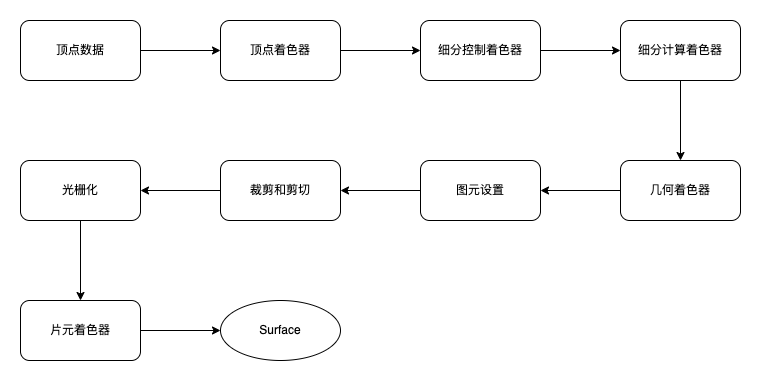 顶点数据
顶点着色器
细分控制着色器
细分计算着色器
几何着色器
图元设置
裁剪和剪切
光栅化
片元着色器
Surface